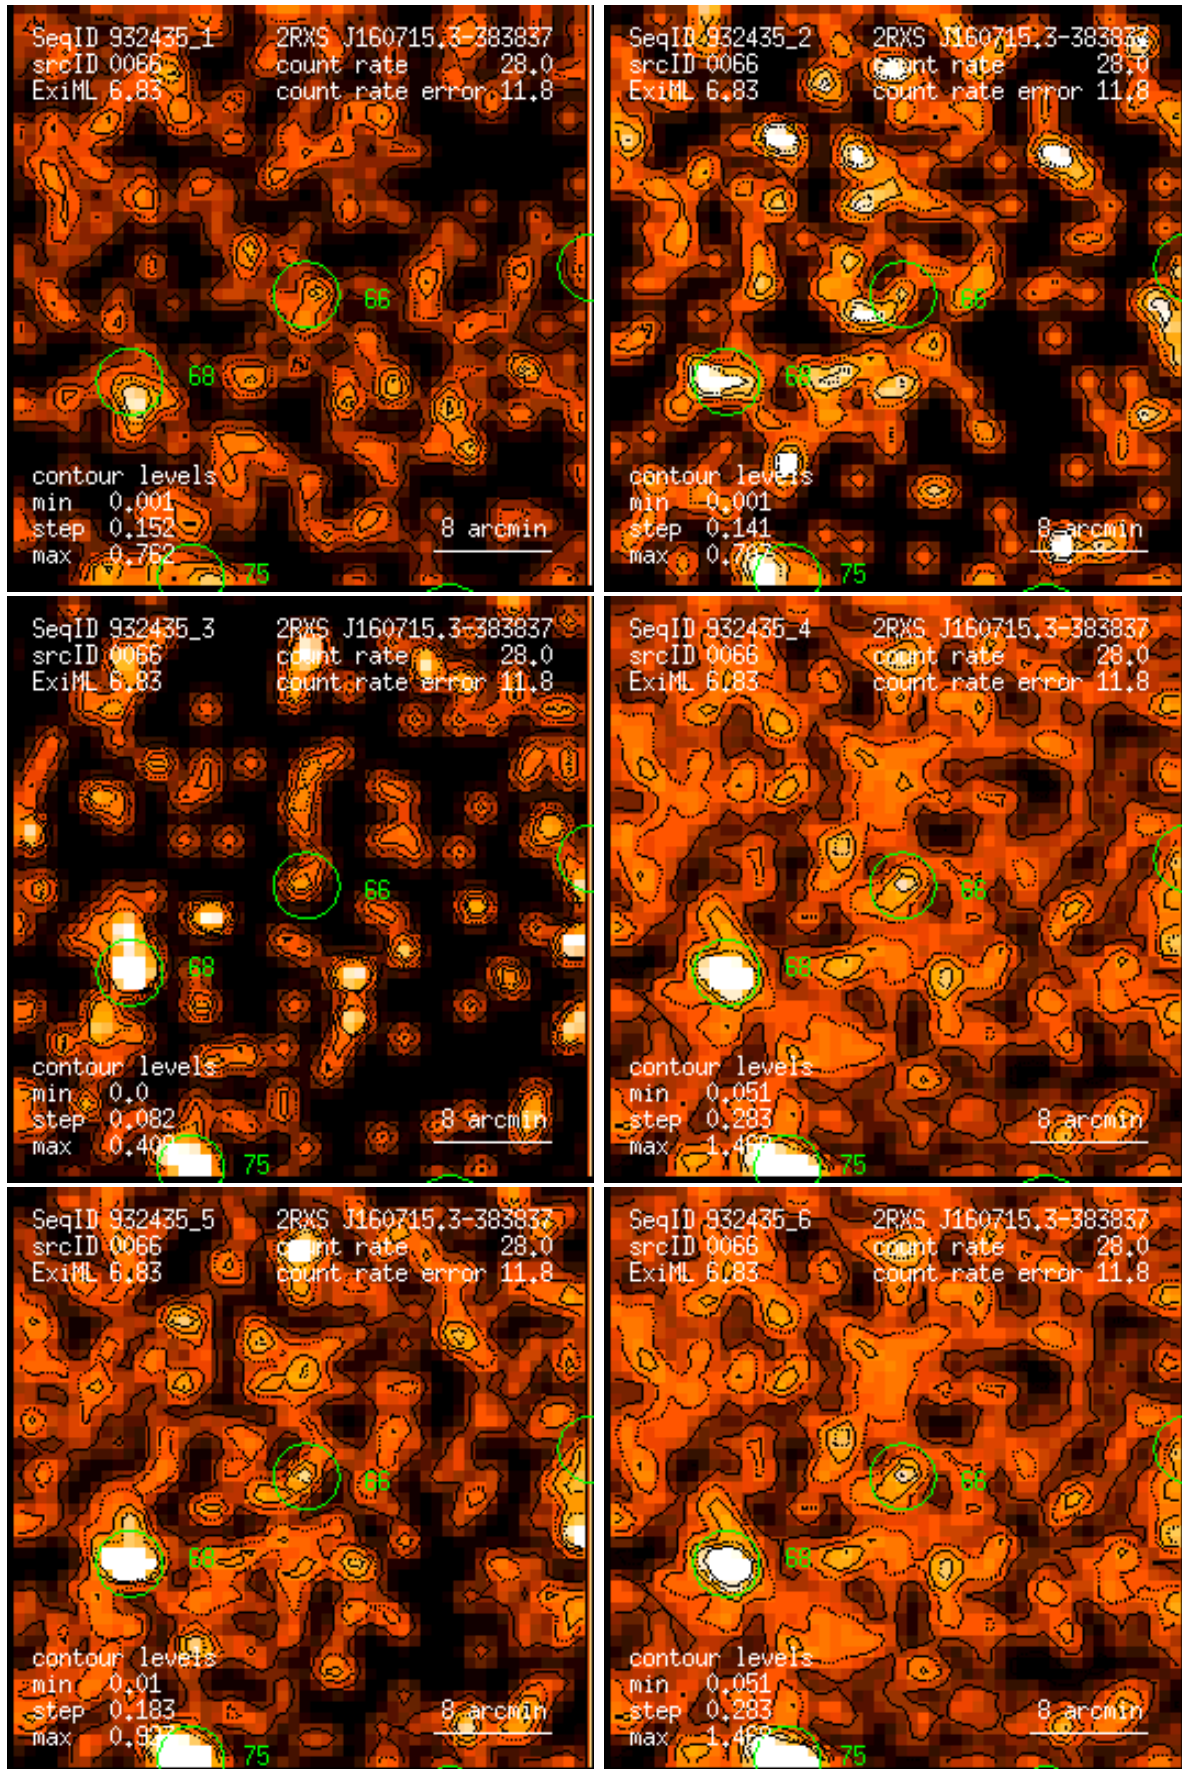 SeqID 932435_1 2RXS J160715.3-383837
srcID 0066 count rate 28.0
ExiML 6.83 count rate error 11.8
66
68
contour levels
min 0.001
step 0.152 8 arcmin
max 0.762
75
SeqID 932435_2 2RXS J160715.3-383837
srcID 0066 count rate 28.0
ExiML 6.83 count rate error 11.8
66
68
contour levels
min 0.001
step 0.141 8 arcmin
max
75
SeqID 932435_3 2RXS J160715.3-383837
srcID 0066 count rate 28.0
ExiML 6.83 count rate error 11.8
66
68
contour levels
min 0.0
step 0.082 8 arcmin
max
75
SeqID 932435_4 2RXS J160715.3-383837
srcID 0066 count rate 28.0
ExiML 6.83 count rate error 11.8
66
68
contour levels
min 0.051
step 0.283 8 arcmin
max
75
SeqID 932435_5 2RXS J160715.3-383837
srcID 0066 count rate 28.0
ExiML 6.83 count rate error 11.8
66
68
contour levels
min 0.01
step 0.183 8 arcmin
max
75
SeqID 932435_6 2RXS J160715.3-383837
srcID 0066 count rate 28.0
ExiML 6.83 count rate error 11.8
66
68
contour levels
min 0.051
step 0.283 8 arcmin
max
75